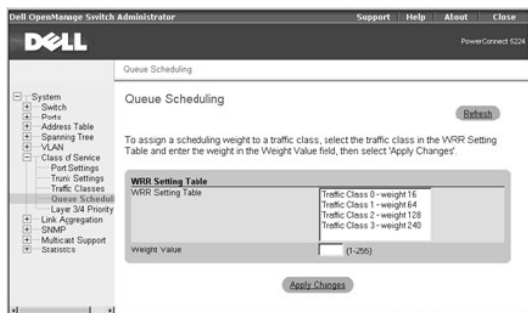 Dell OpenManage Switch Administrator
Support Help About Close
DELL
PowerConnect 5224
Queue Scheduling
System
Switch
Ports
Address Table
Spanning Tree
VLAN
Class of Service
Port Settings
Trunk Settings
Traffic Classes
Queue Scheduli
Layer 3/4 Priority
Link Aggregation
SNMP
Multicast Support
Statistics
Queue Scheduling
Refresh
To assign a scheduling weight to a traffic class, select the traffic class in the WRR Setting
Table and enter the weight in the Weight Value field, then select 'Apply Changes'.
WRR Setting Table
WRR Setting Table
Traffic Class 0 - weight 16
Traffic Class 1 - weight 64
Traffic Class 2 - weight 128
Traffic Class 3 - weight 240
Weight Value
(1-255)
Apply Changes